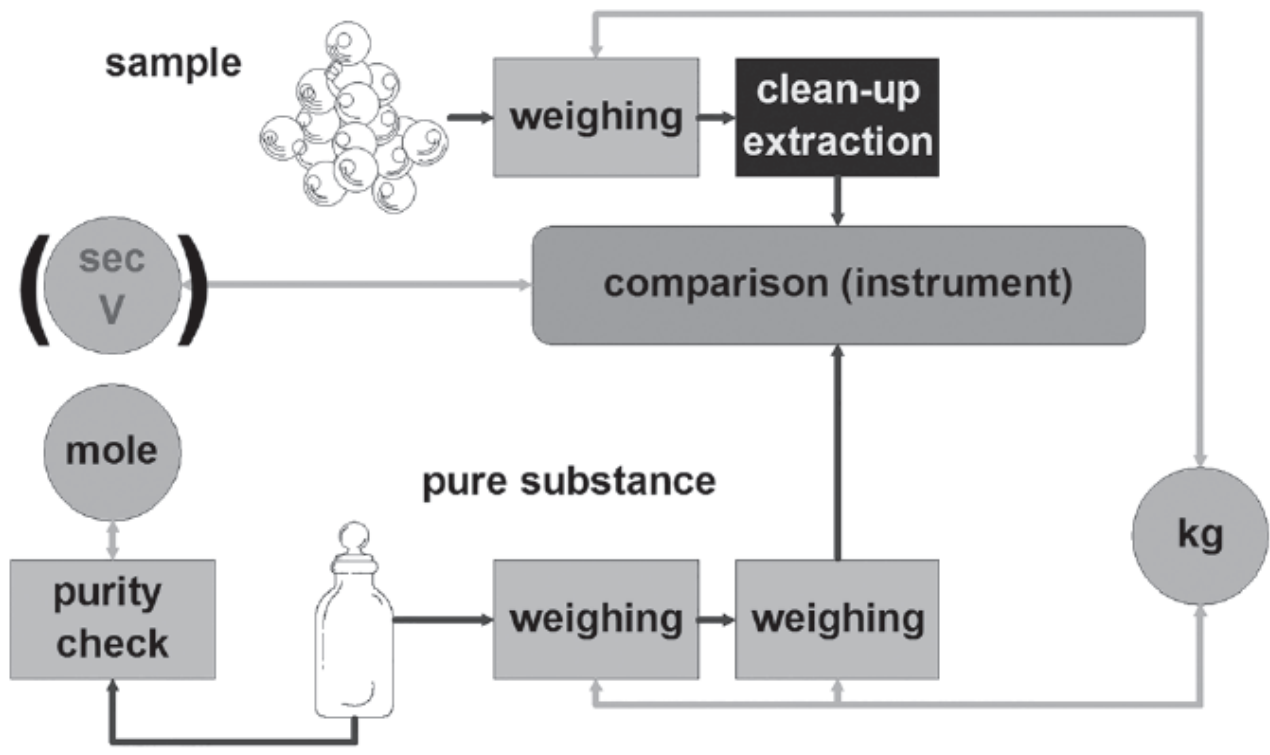 sample
weighing
clean-up
extraction
( sec
V )
comparison (instrument)
mole
pure substance
kg
purity
check
weighing
weighing